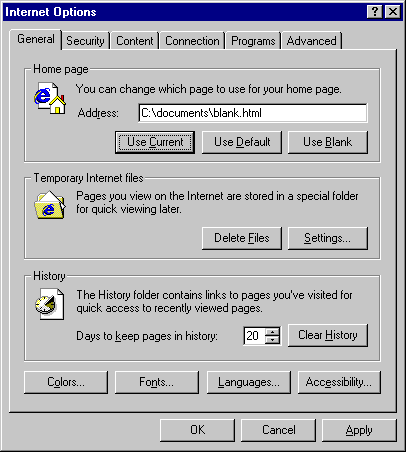 Internet Options
General Security Content Connection Programs Advanced
Home page
You can change which page to use for your home page.
Address: C:\documents\blank.html
Use Current Use Default Use Blank
Temporary Internet files
Pages you view on the Internet are stored in a special folder
for quick viewing later.
Delete Files Settings...
History
The History folder contains links to pages you've visited for
quick access to recently viewed pages.
Days to keep pages in history: 20 Clear History
Colors... Fonts... Languages... Accessibility...
OK Cancel Apply